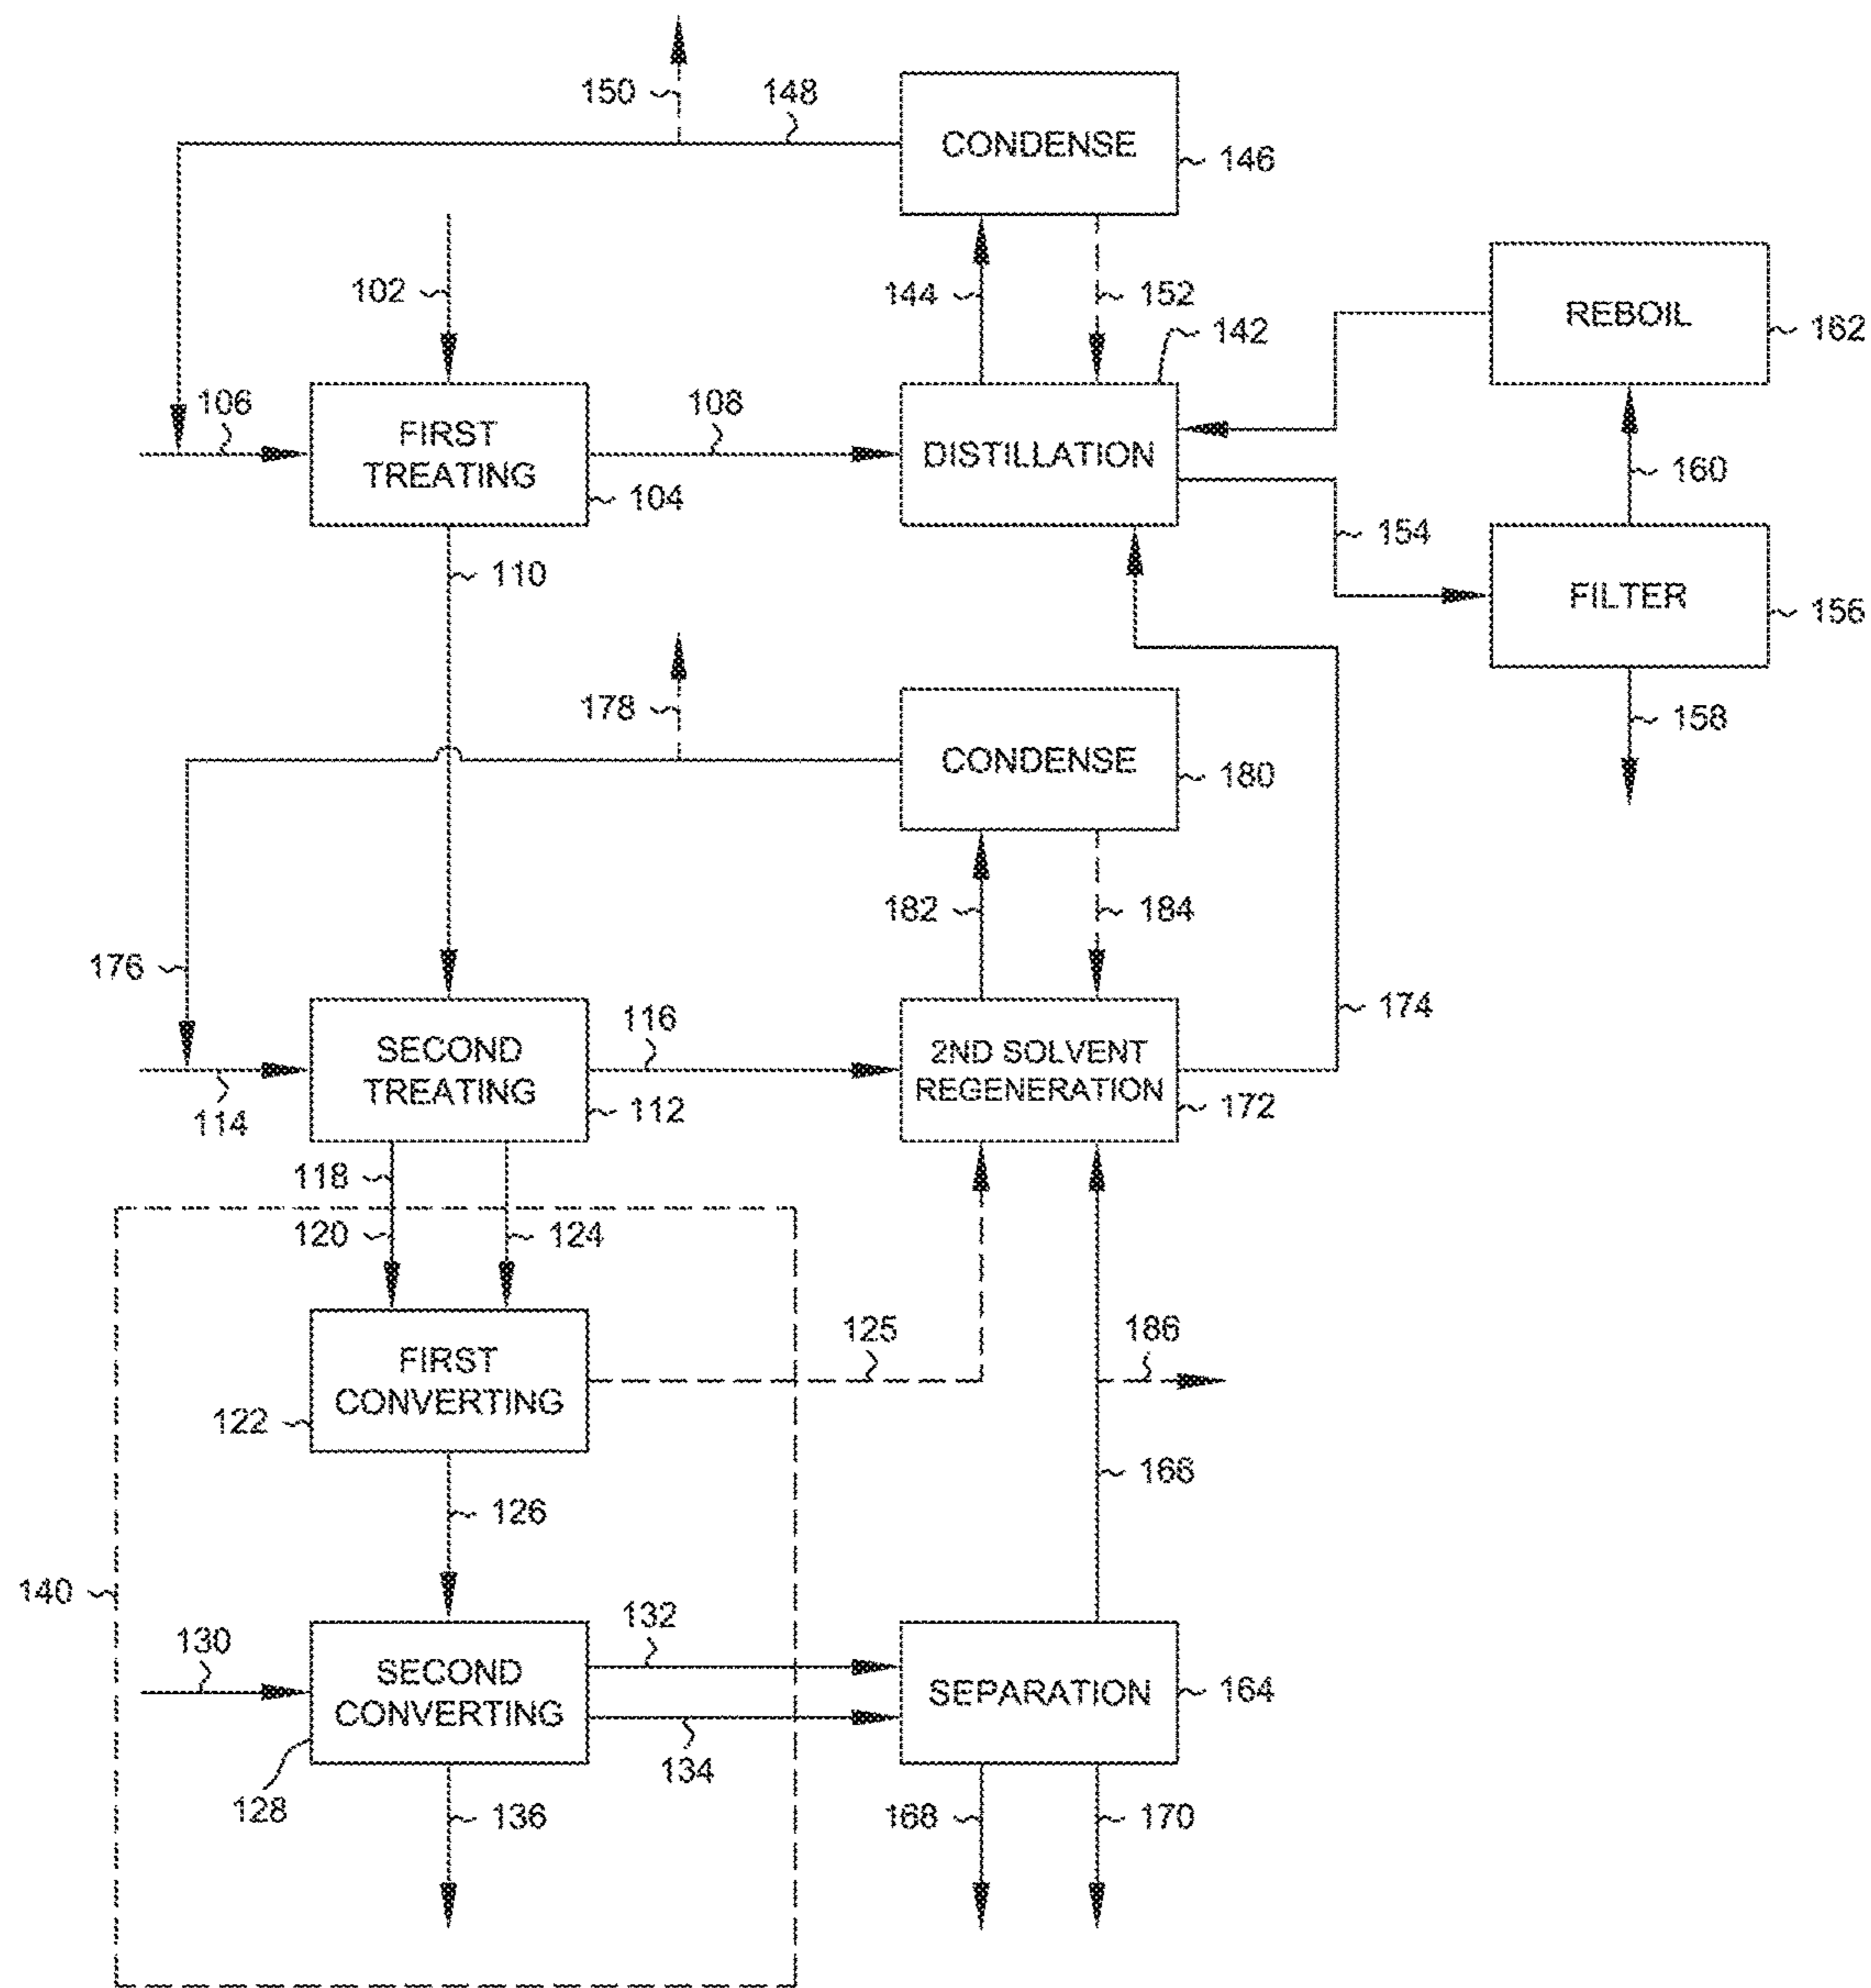 150
148
CONDENSE
146
102
144
152
142
REBOIL
162
106
FIRST
TREATING
104
108
DISTILLATION
160
154
110
FILTER
156
178
158
CONDENSE
180
182
184
176
174
SECOND
TREATING
112
116
2ND SOLVENT
REGENERATION
172
114
118
120
124
FIRST
CONVERTING
122
125
186
126
166
140
130
132
SECOND
CONVERTING
SEPARATION
164
134
128
136
168
170